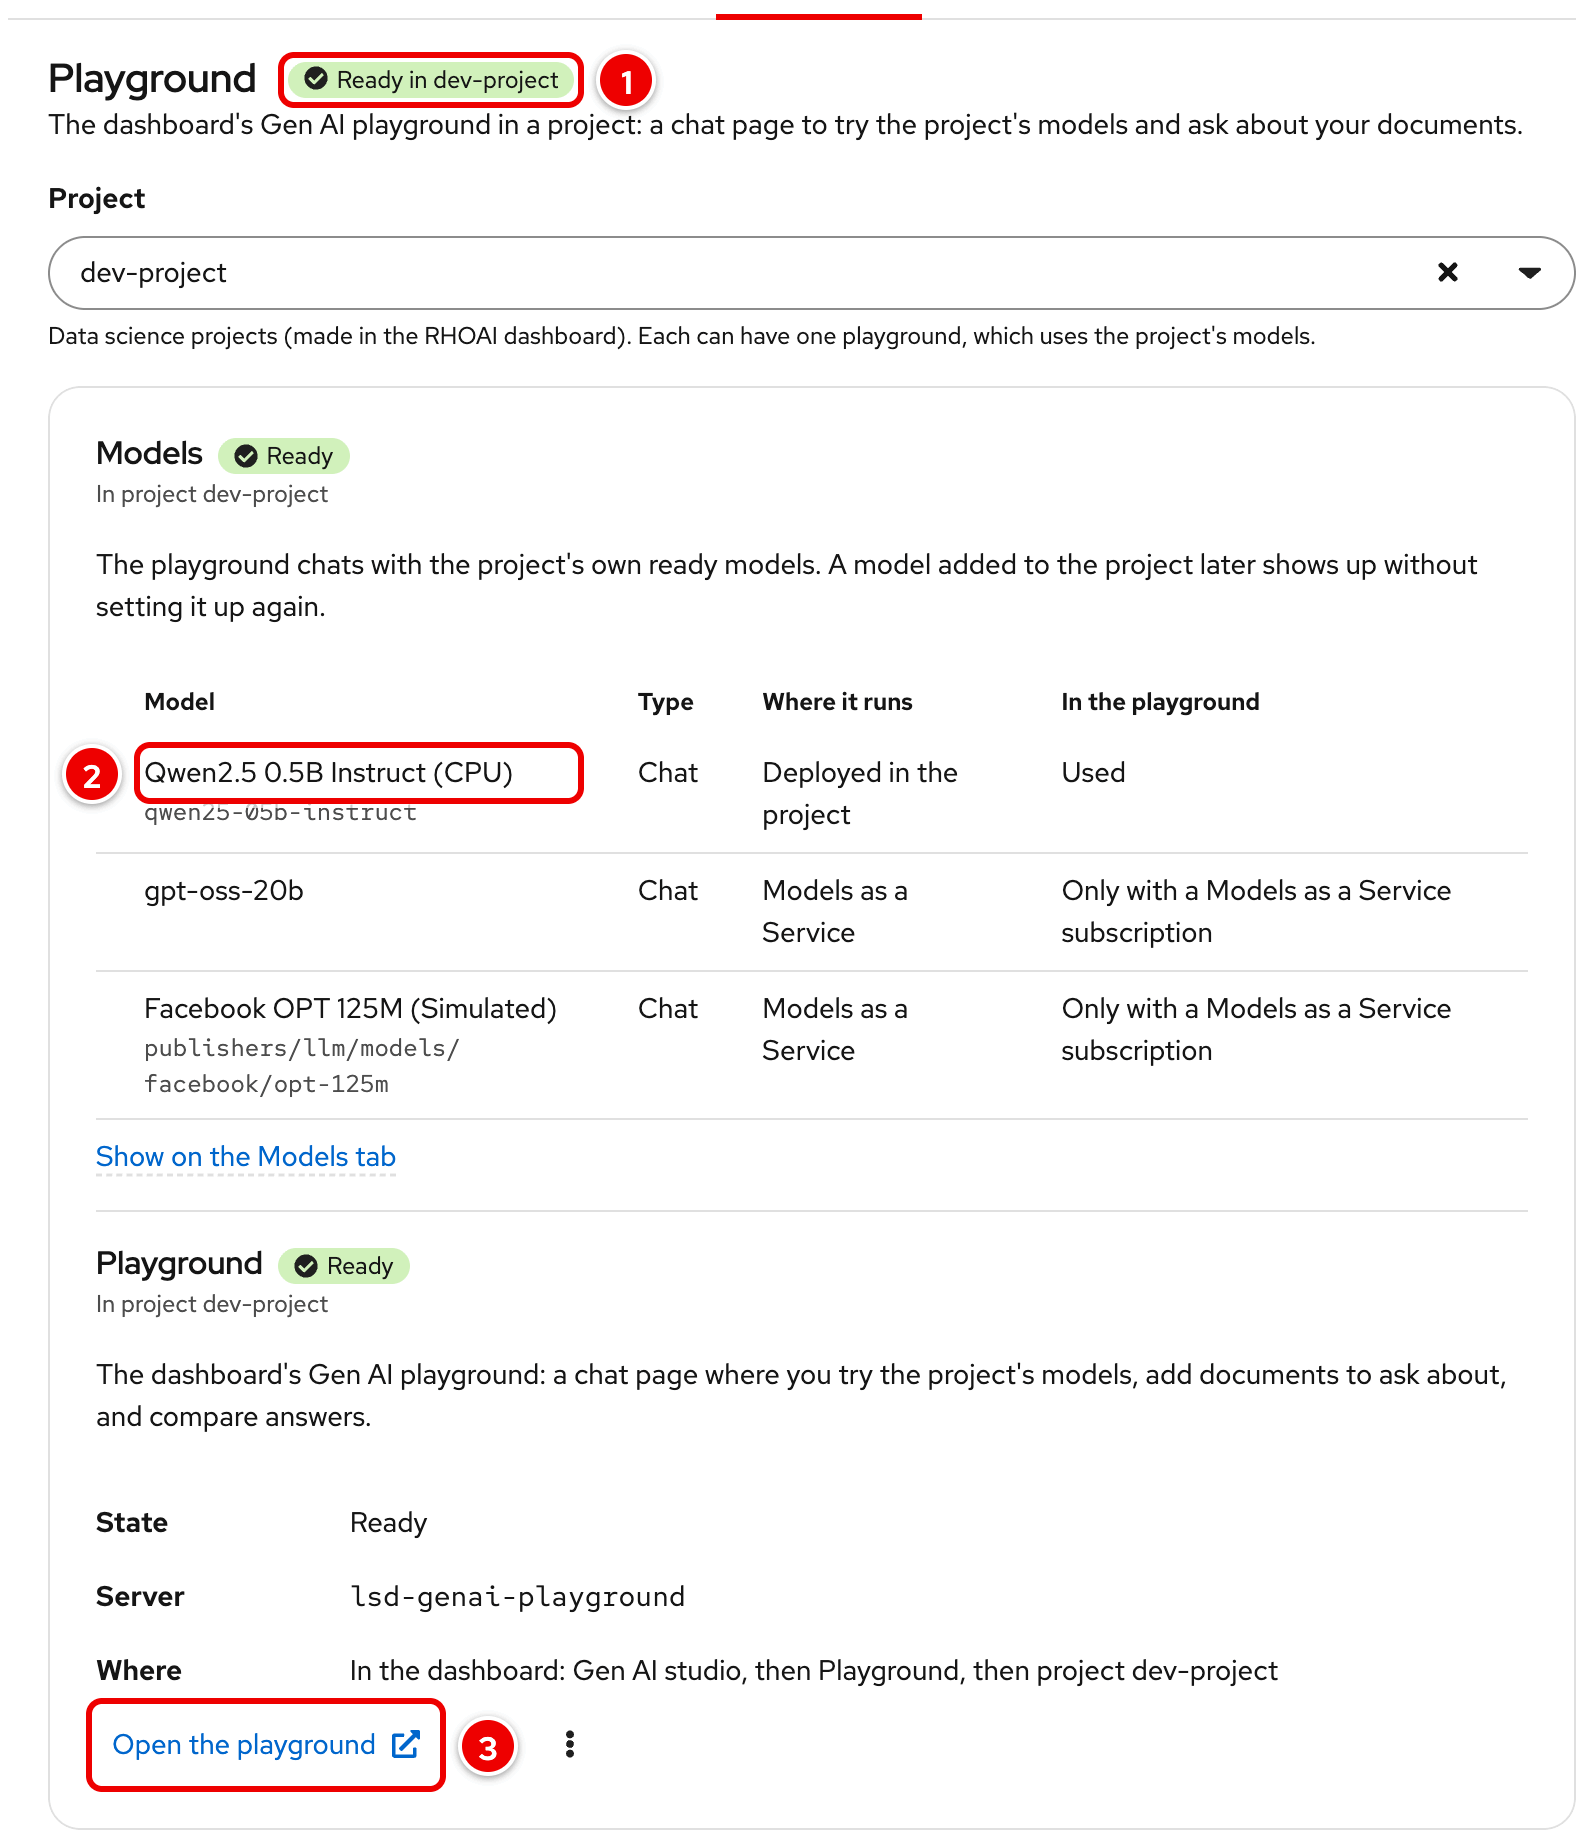 Playground
Ready in dev-project
1
The dashboard's Gen AI playground in a project: a chat page to try the project's models and ask about your documents.
Project
dev-project
Data science projects (made in the RHOAI dashboard). Each can have one playground, which uses the project's models.
Models
Ready
In project dev-project
The playground chats with the project's own ready models. A model added to the project later shows up without
setting it up again.
Model Type Where it runs In the playground
2
Qwen2.5 0.5B Instruct (CPU) Chat Deployed in the Used
qwen25-05b-instruct project
gpt-oss-20b Chat Models as a Only with a Models as a Service
Service subscription
Facebook OPT 125M (Simulated) Chat Models as a Only with a Models as a Service
publishers/llm/models/ Service subscription
facebook/opt-125m
Show on the Models tab
Playground
Ready
In project dev-project
The dashboard's Gen AI playground: a chat page where you try the project's models, add documents to ask about,
and compare answers.
State Ready
Server lsd-genai-playground
Where In the dashboard: Gen AI studio, then Playground, then project dev-project
Open the playground
3